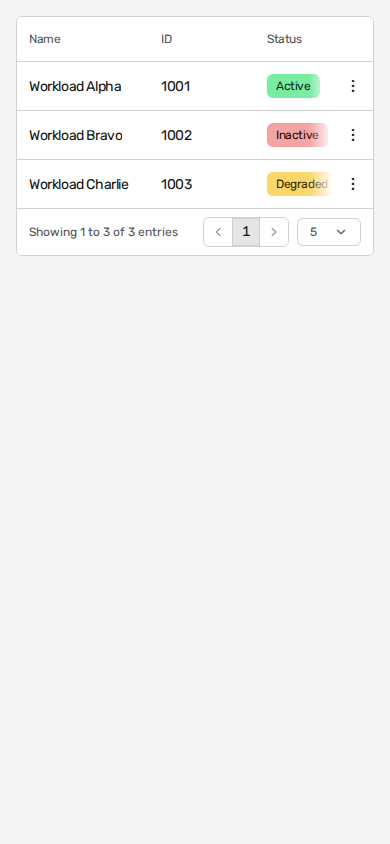 Name ID Status
Workload Alpha 1001 Active
Workload Bravo 1002 Inactive
Workload Charlie 1003 Degraded
Showing 1 to 3 of 3 entries 1 5